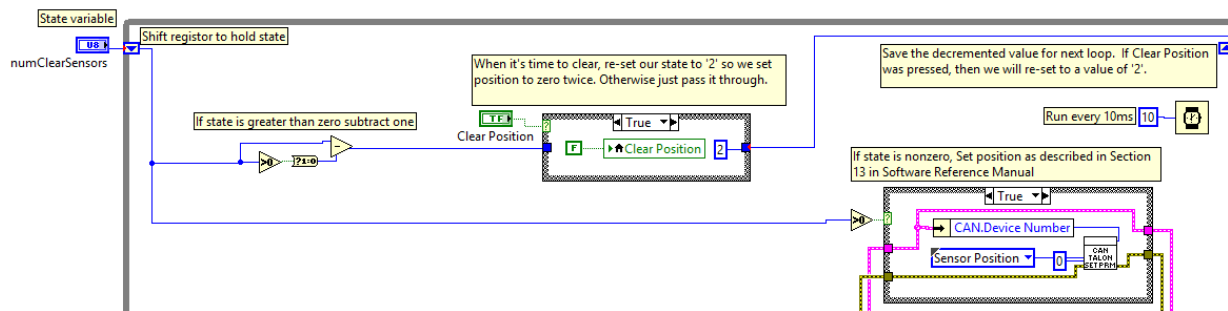 State variable
U8
numClearSensors
Shift registor to hold state
If state is greater than zero subtract one
>0
?1:0
-
When it's time to clear, re-set our state to '2' so we set
position to zero twice. Otherwise just pass it through.
TF
Clear Position
?
True
F
Clear Position
2
Save the decremented value for next loop.  If Clear Position
was pressed, then we will re-set to a value of '2'.
Run every 10ms
10
If state is nonzero, Set position as described in Section
13 in Software Reference Manual
>0
?
True
CAN.Device Number
Sensor Position
0
CAN
TALON
SETPRM